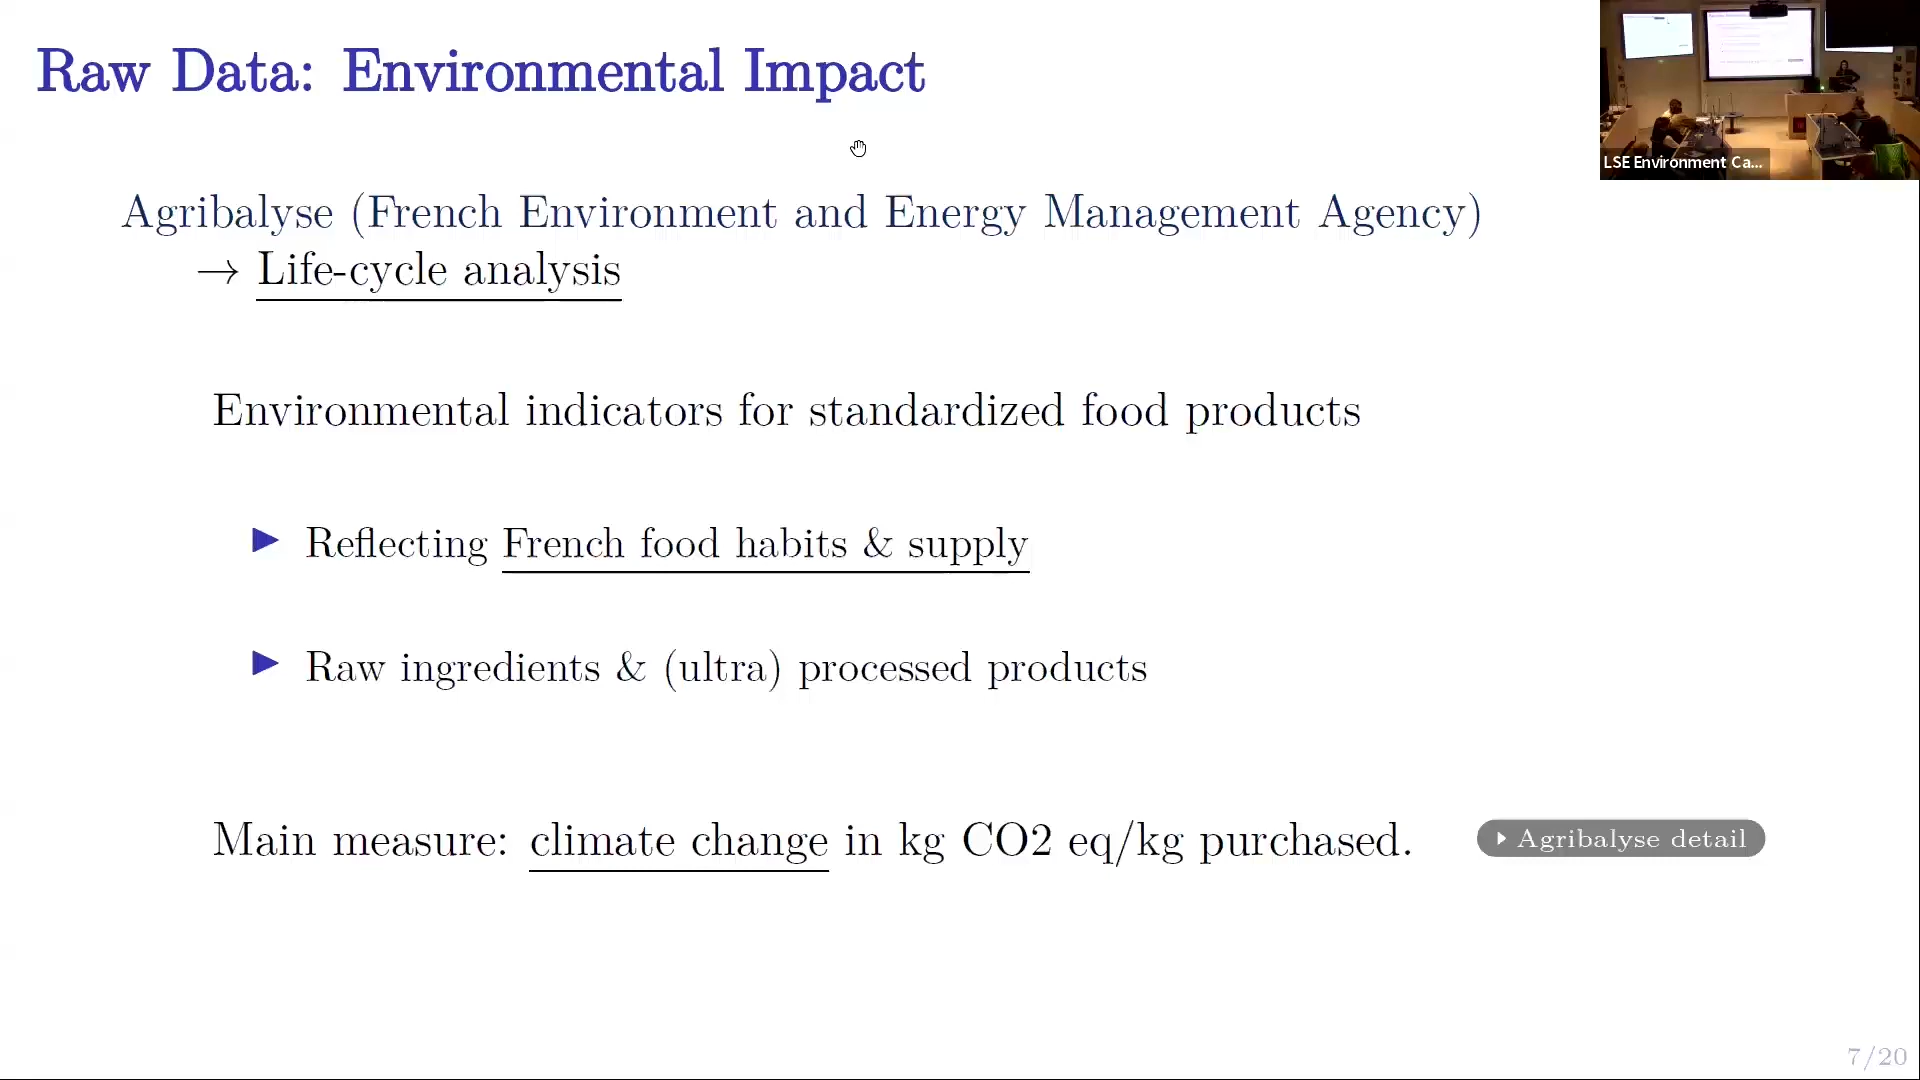 Raw Data: Environmental Impact
LSE Environment Ca...
Agribalyse (French Environment and Energy Management Agency)
→ Life-cycle analysis
Environmental indicators for standardized food products
▶ Reflecting French food habits & supply
▶ Raw ingredients & (ultra) processed products
Main measure: climate change in kg CO2 eq/kg purchased.
Agribalyse detail
7/20